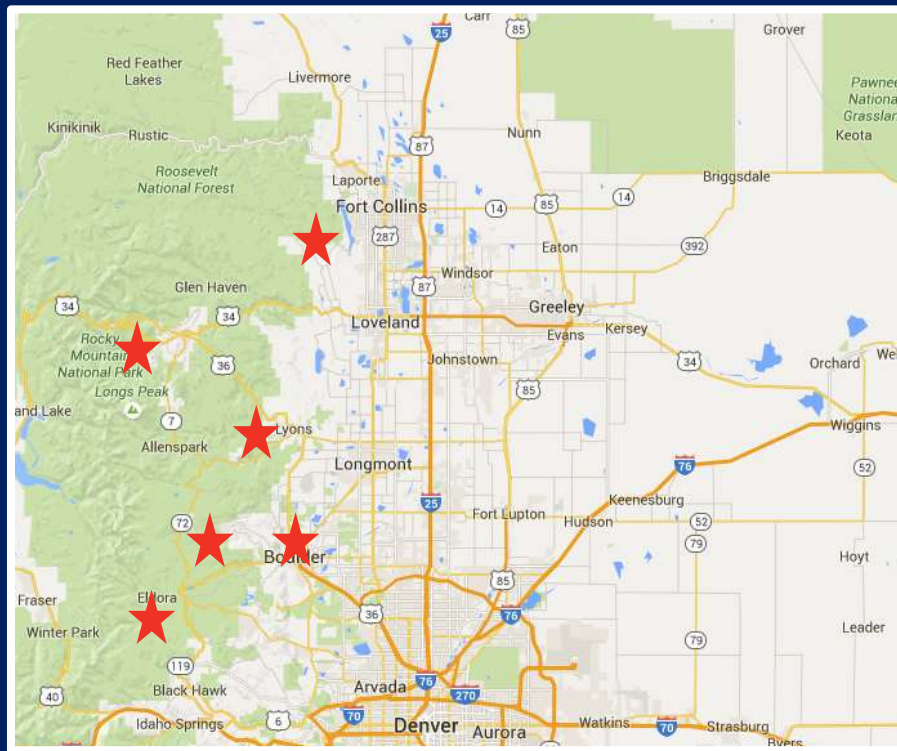 Carr
Grover
25
85
Red Feather
Lakes
Livermore
Pawnee
National
Grassland
Keota
Kinikinik
Rustic
Nunn
87
Roosevelt
National Forest
Laporte
Briggsdale
Fort Collins
14
85
14
287
Eaton
392
Windsor
Glen Haven
87
34
34
Greeley
Loveland
Evans
Kersey
Rocky
Mountain
National Park
36
Johnstown
34
Orchard
Longs Peak
85
and Lake
7
Lyons
Wiggins
Allenspark
Longmont
76
52
25
Keenesburg
72
Fort Lupton
Hudson
52
79
Boulder
Hoyt
85
Fraser
Eldora
36
76
Winter Park
79
Leader
119
Black Hawk
Arvada
76
40
270
Idaho Springs
6
70
Denver
Aurora
Watkins
70
Strasburg
Byers